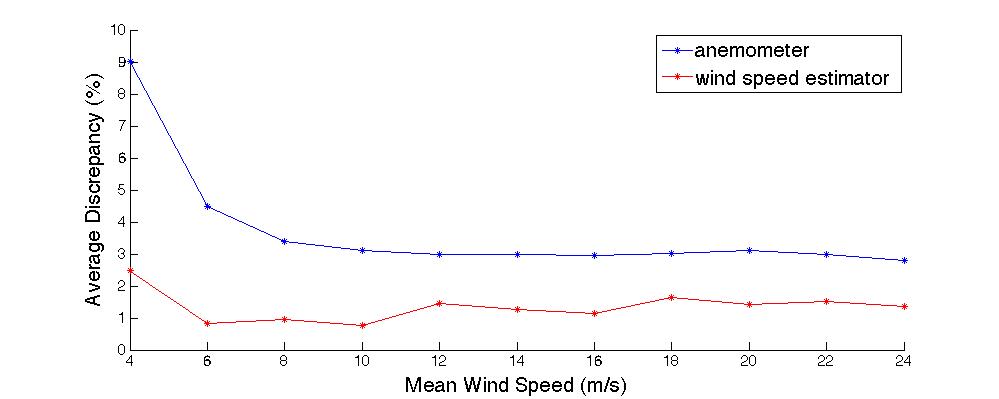 10
9
8
7
6
5
4
3
2
1
0
Average Discrepancy (%)
anemometer
wind speed estimator
4 6 8 10 12 14 16 18 20 22 24
Mean Wind Speed (m/s)